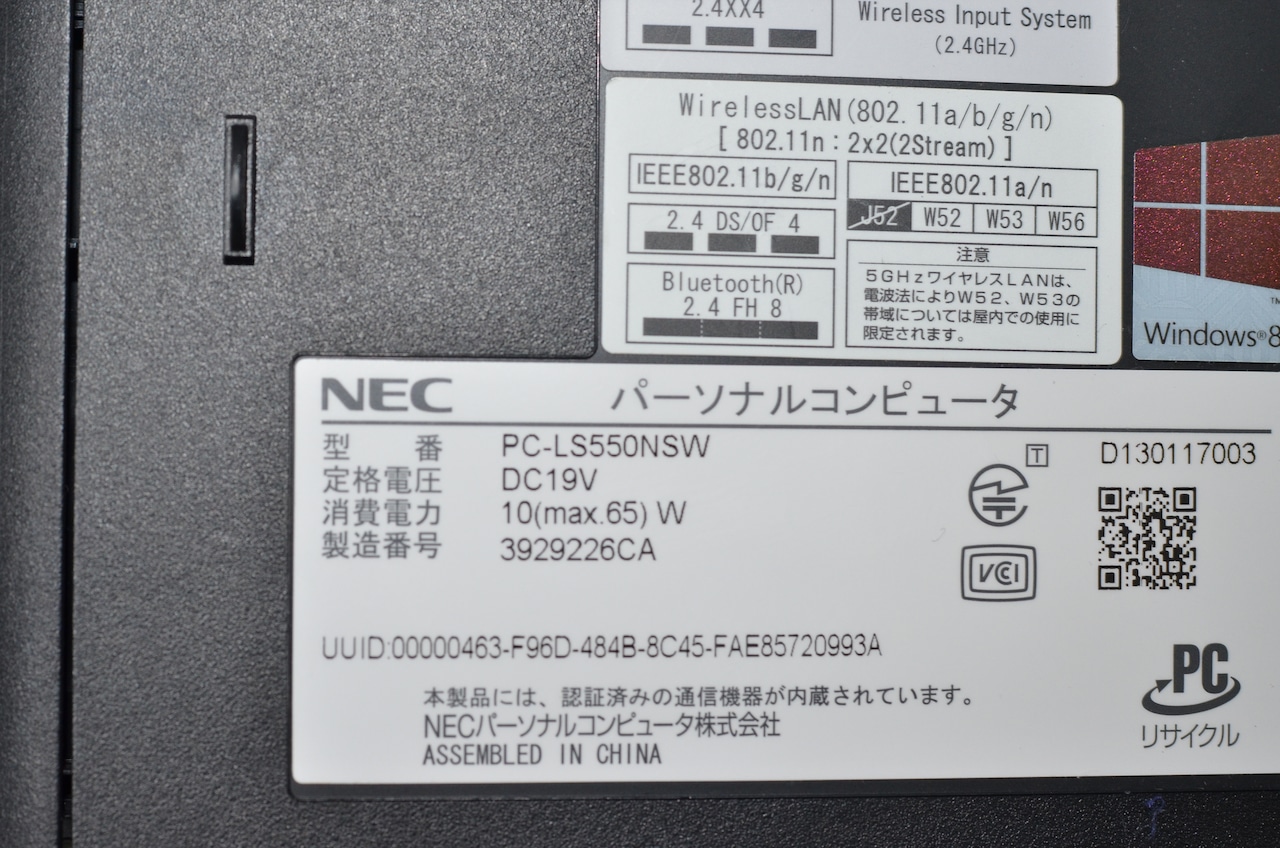 2.4XX4
Wireless Input System
(2.4GHz)
WirelessLAN(802.11a/b/g/n)
[ 802.11n : 2x2(2Stream) ]
IEEE802.11b/g/n
2.4 DS/OF 4
Bluetooth(R)
2.4 FH 8
IEEE802.11a/n
J52 W52 W53 W56
注意
5GHzワイヤレスLANは、
電波法によりW52、W53の
帯域については屋内での使用に
限定されます。
Windows®8
TM
NEC パーソナルコンピュータ
型 番 PC-LS550NSW
定格電圧 DC19V
消費電力 10(max.65) W
製造番号 3929226CA
T
D130117003
VCI
UUID:00000463-F96D-484B-8C45-FAE85720993A
本製品には、認証済みの通信機器が内蔵されています。
NECパーソナルコンピュータ株式会社
ASSEMBLED IN CHINA
PC
リサイクル